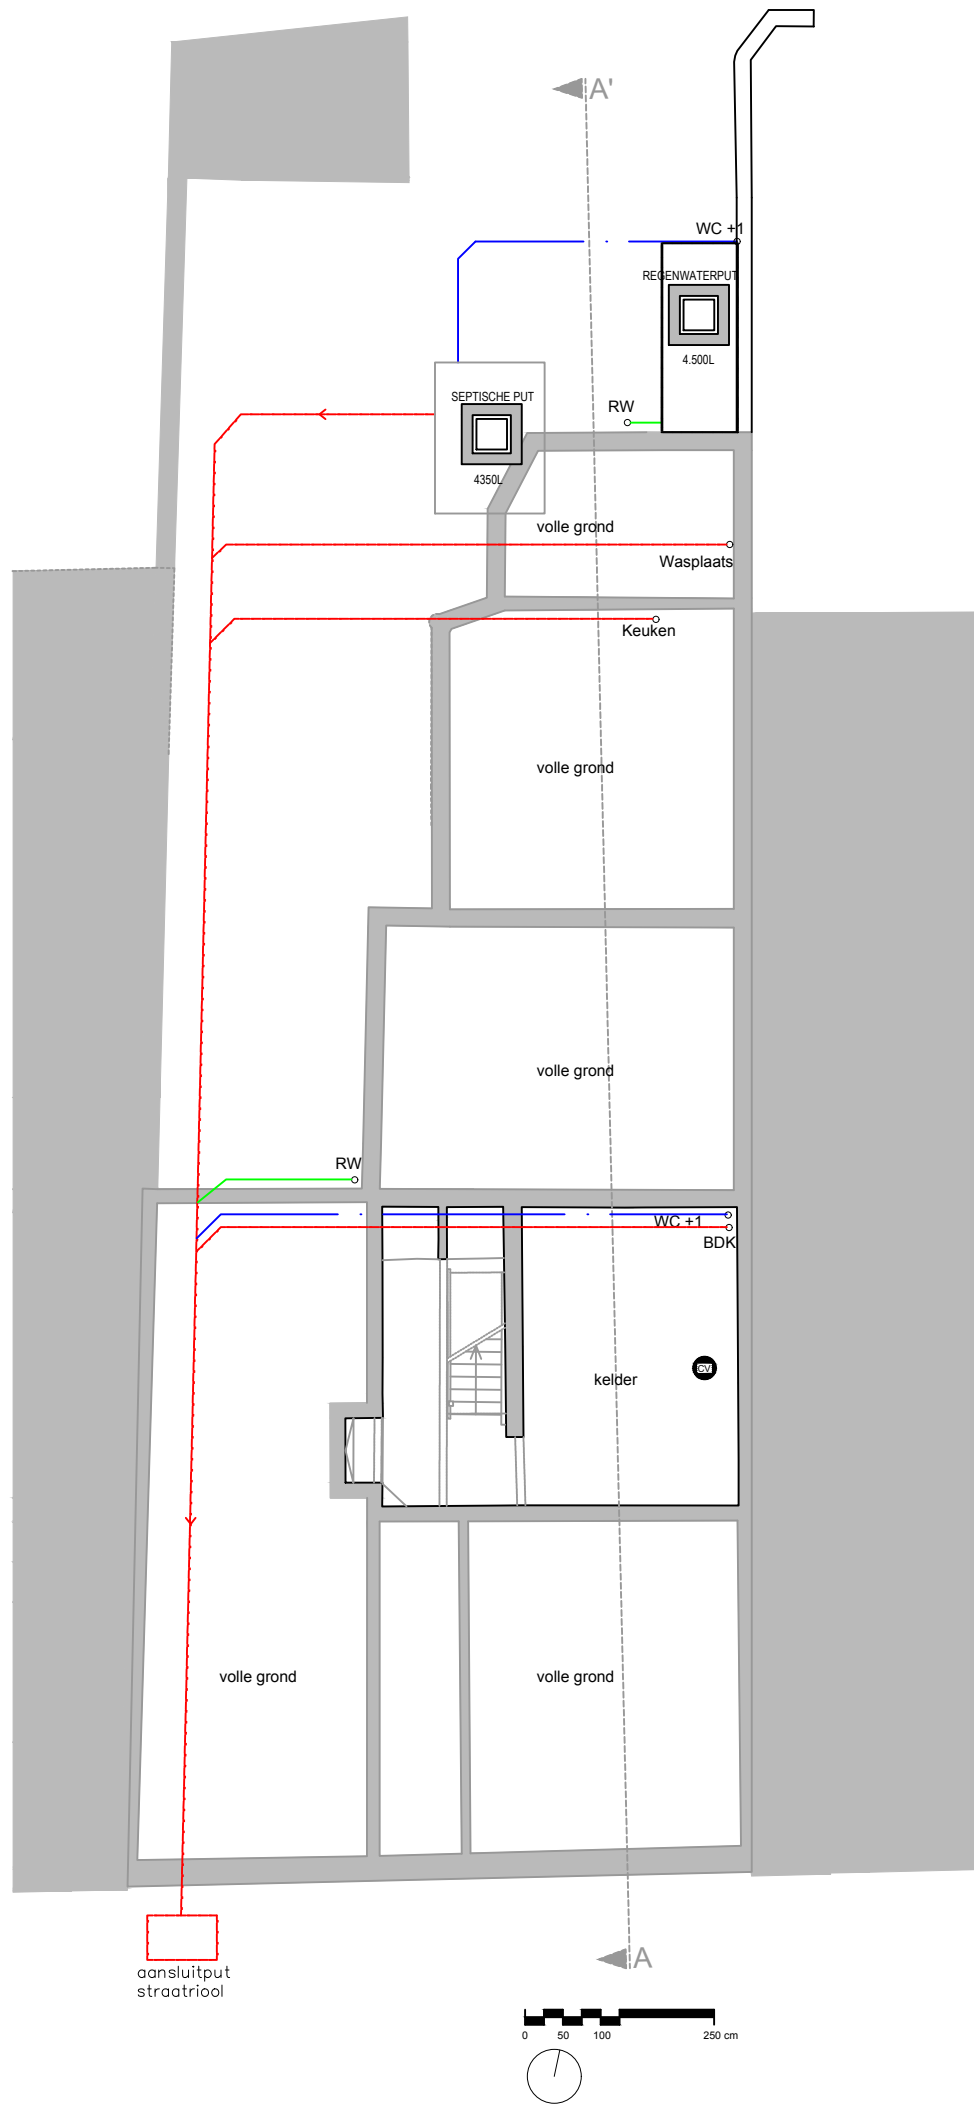 A'
WC +1
REGENWATERPUT
4.500L
SEPTISCHE PUT
RW
4350L
volle grond
Wasplaats
Keuken
volle grond
volle grond
RW
WC +1
BDK
CV
kelder
volle grond
volle grond
A
aansluitput
straatriool
0 50 100 250 cm